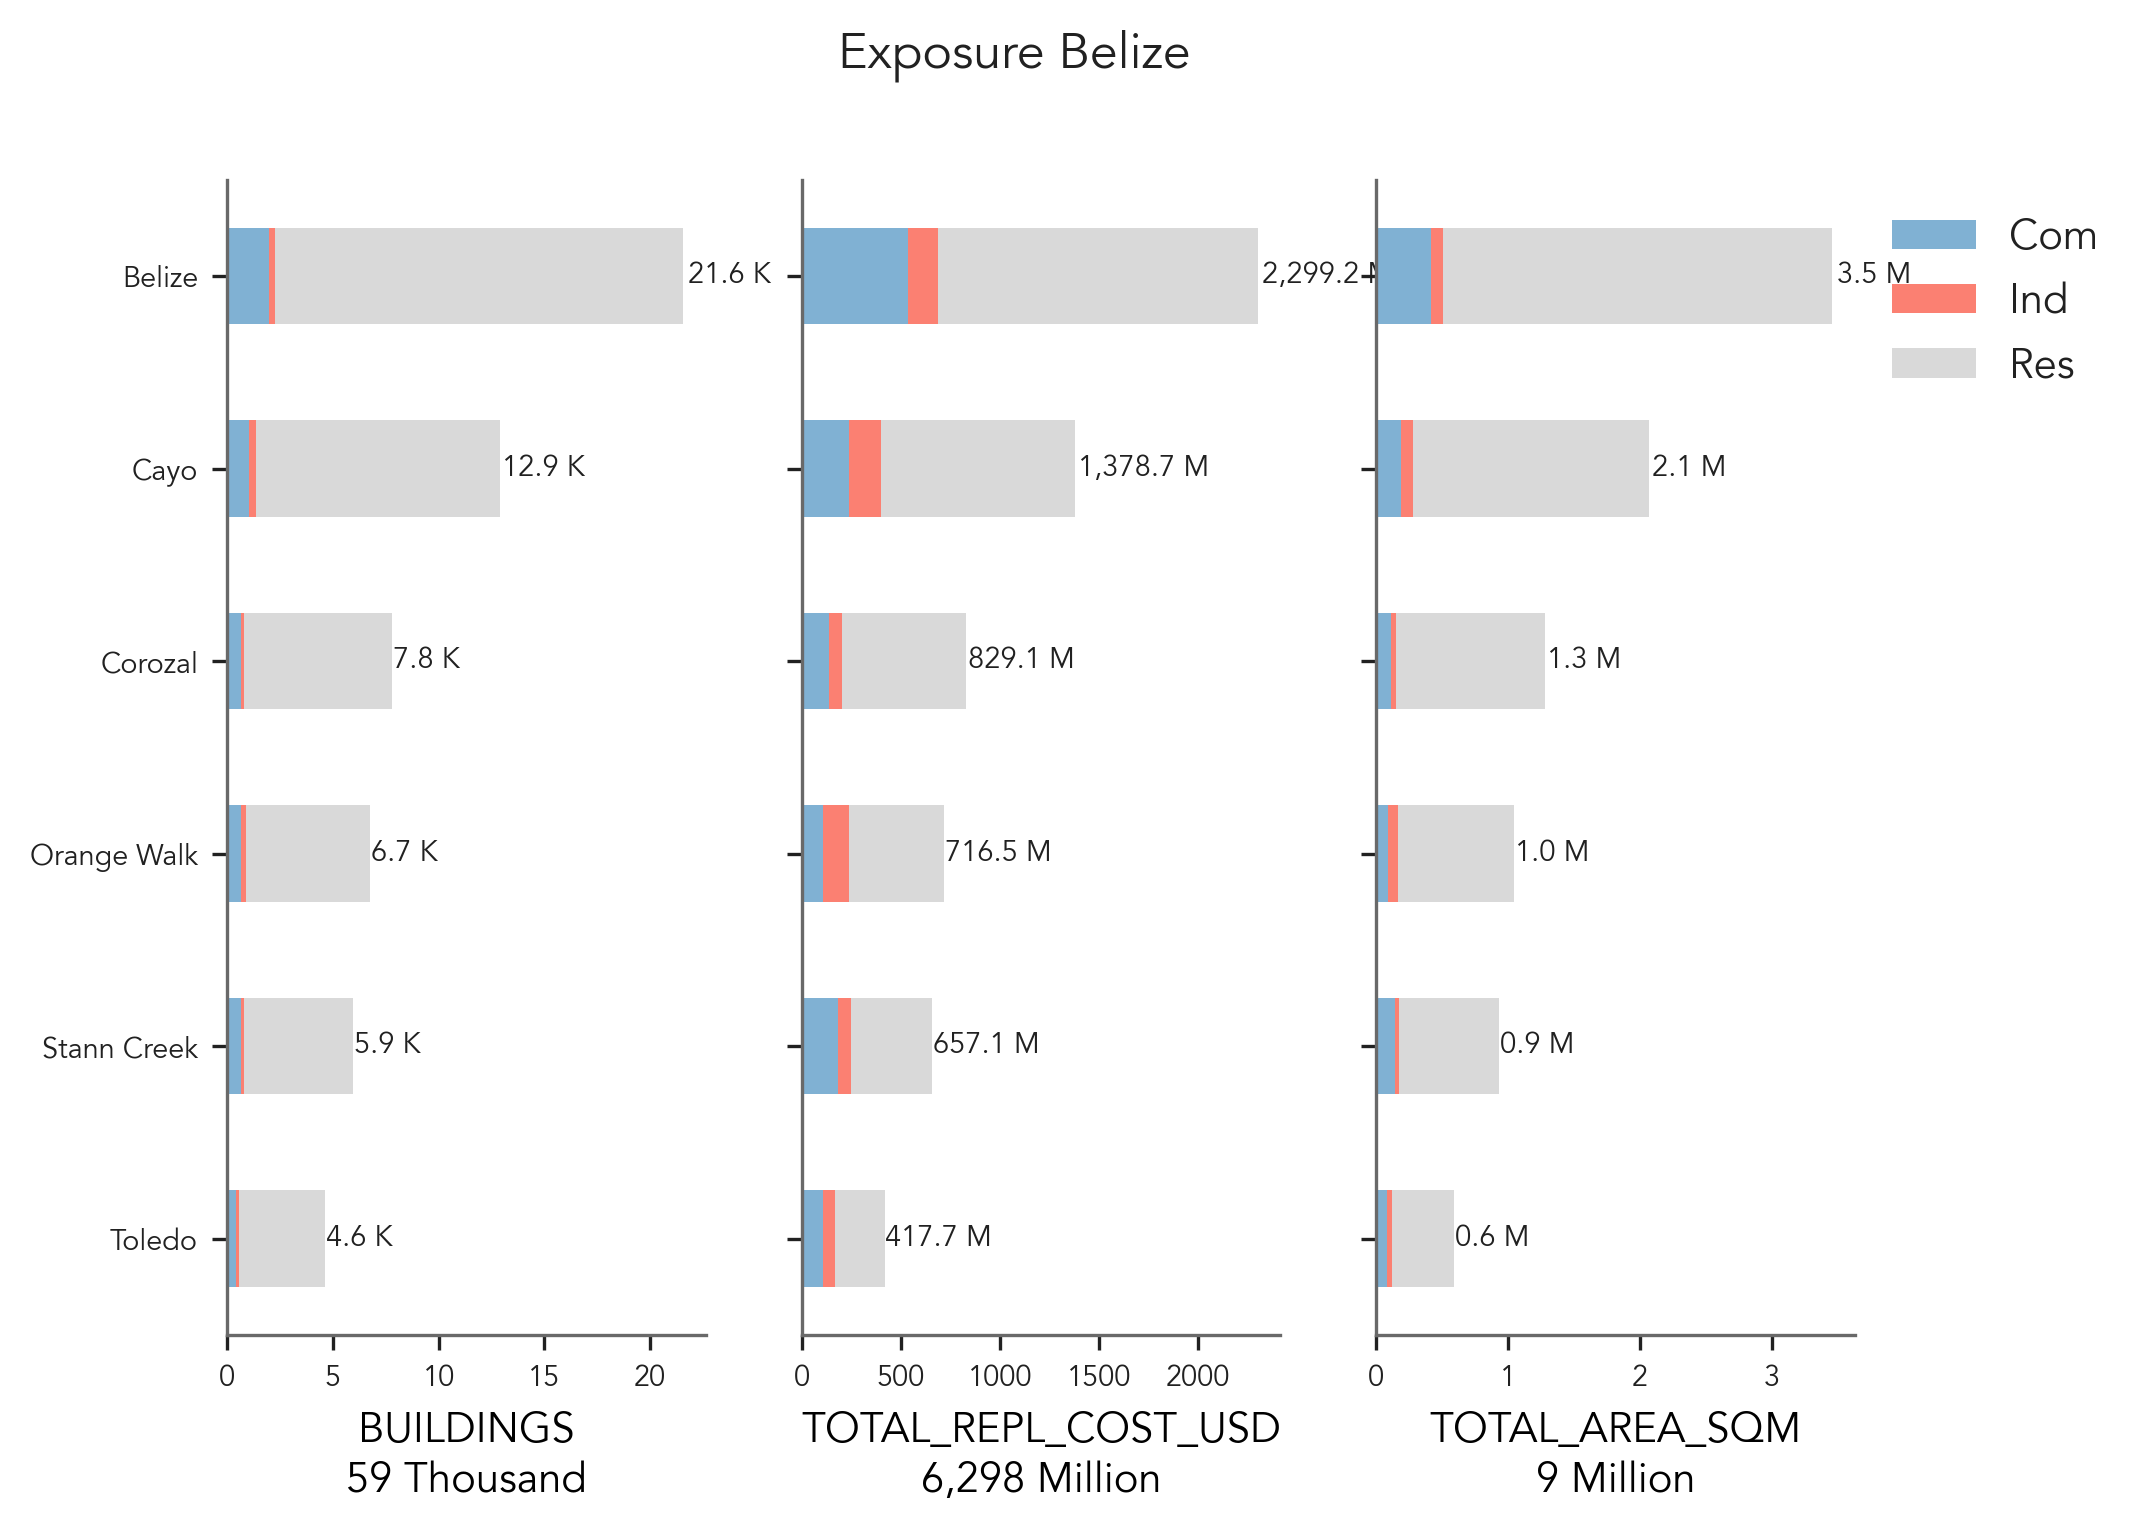 Exposure Belize
Belize
Cayo
Corozal
Orange Walk
Stann Creek
Toledo
21.6 K
12.9 K
7.8 K
6.7 K
5.9 K
4.6 K
0 5 10 15 20
BUILDINGS
59 Thousand
2,299.2 M
1,378.7 M
829.1 M
716.5 M
657.1 M
417.7 M
0 500 1000 1500 2000
TOTAL_REPL_COST_USD
6,298 Million
3.5 M
2.1 M
1.3 M
1.0 M
0.9 M
0.6 M
0 1 2 3
TOTAL_AREA_SQM
9 Million
Com
Ind
Res